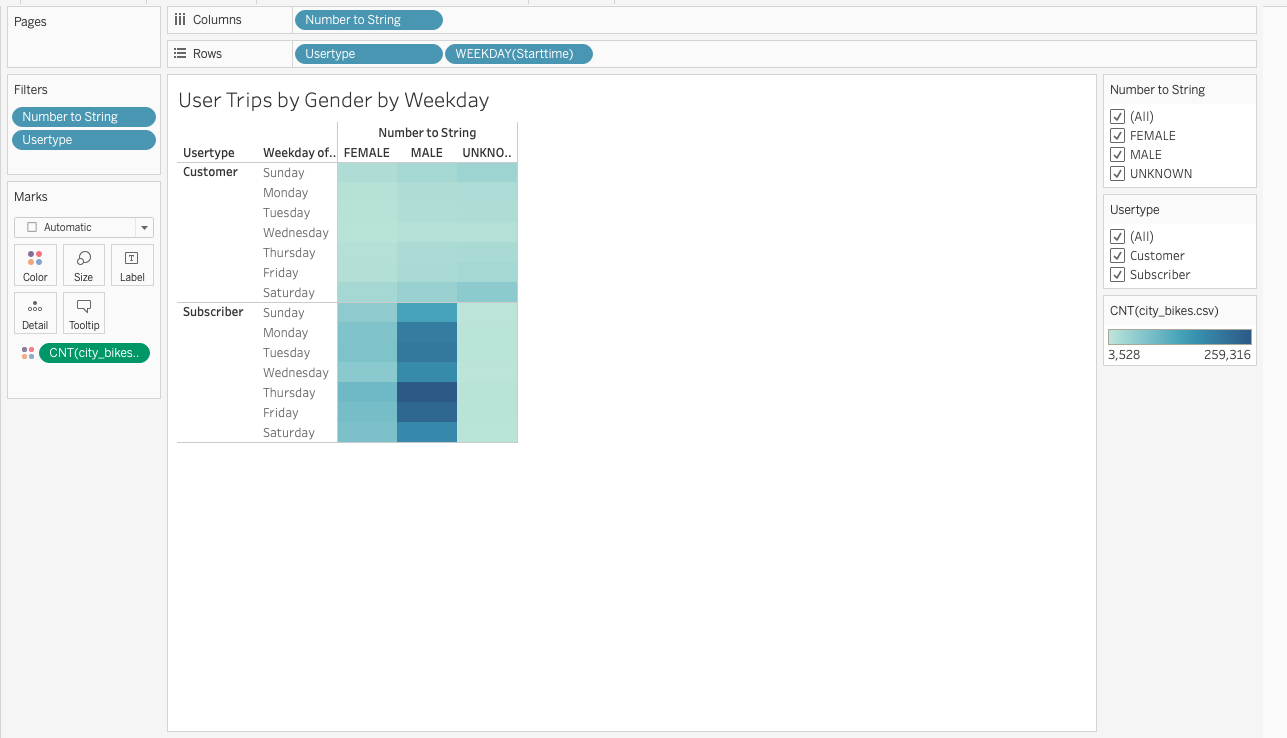 Pages
Columns
Number to String
Rows
Usertype
WEEKDAY(Starttime)
Filters
Number to String
Usertype
Marks
Automatic
Color
Size
Label
Detail
Tooltip
CNT(city_bikes..
User Trips by Gender by Weekday
Number to String
Usertype Weekday of.. FEMALE MALE UNKNO..
Customer Sunday
Monday
Tuesday
Wednesday
Thursday
Friday
Saturday
Subscriber Sunday
Monday
Tuesday
Wednesday
Thursday
Friday
Saturday
Number to String
(All)
FEMALE
MALE
UNKNOWN
Usertype
(All)
Customer
Subscriber
CNT(city_bikes.csv)
3,528 259,316